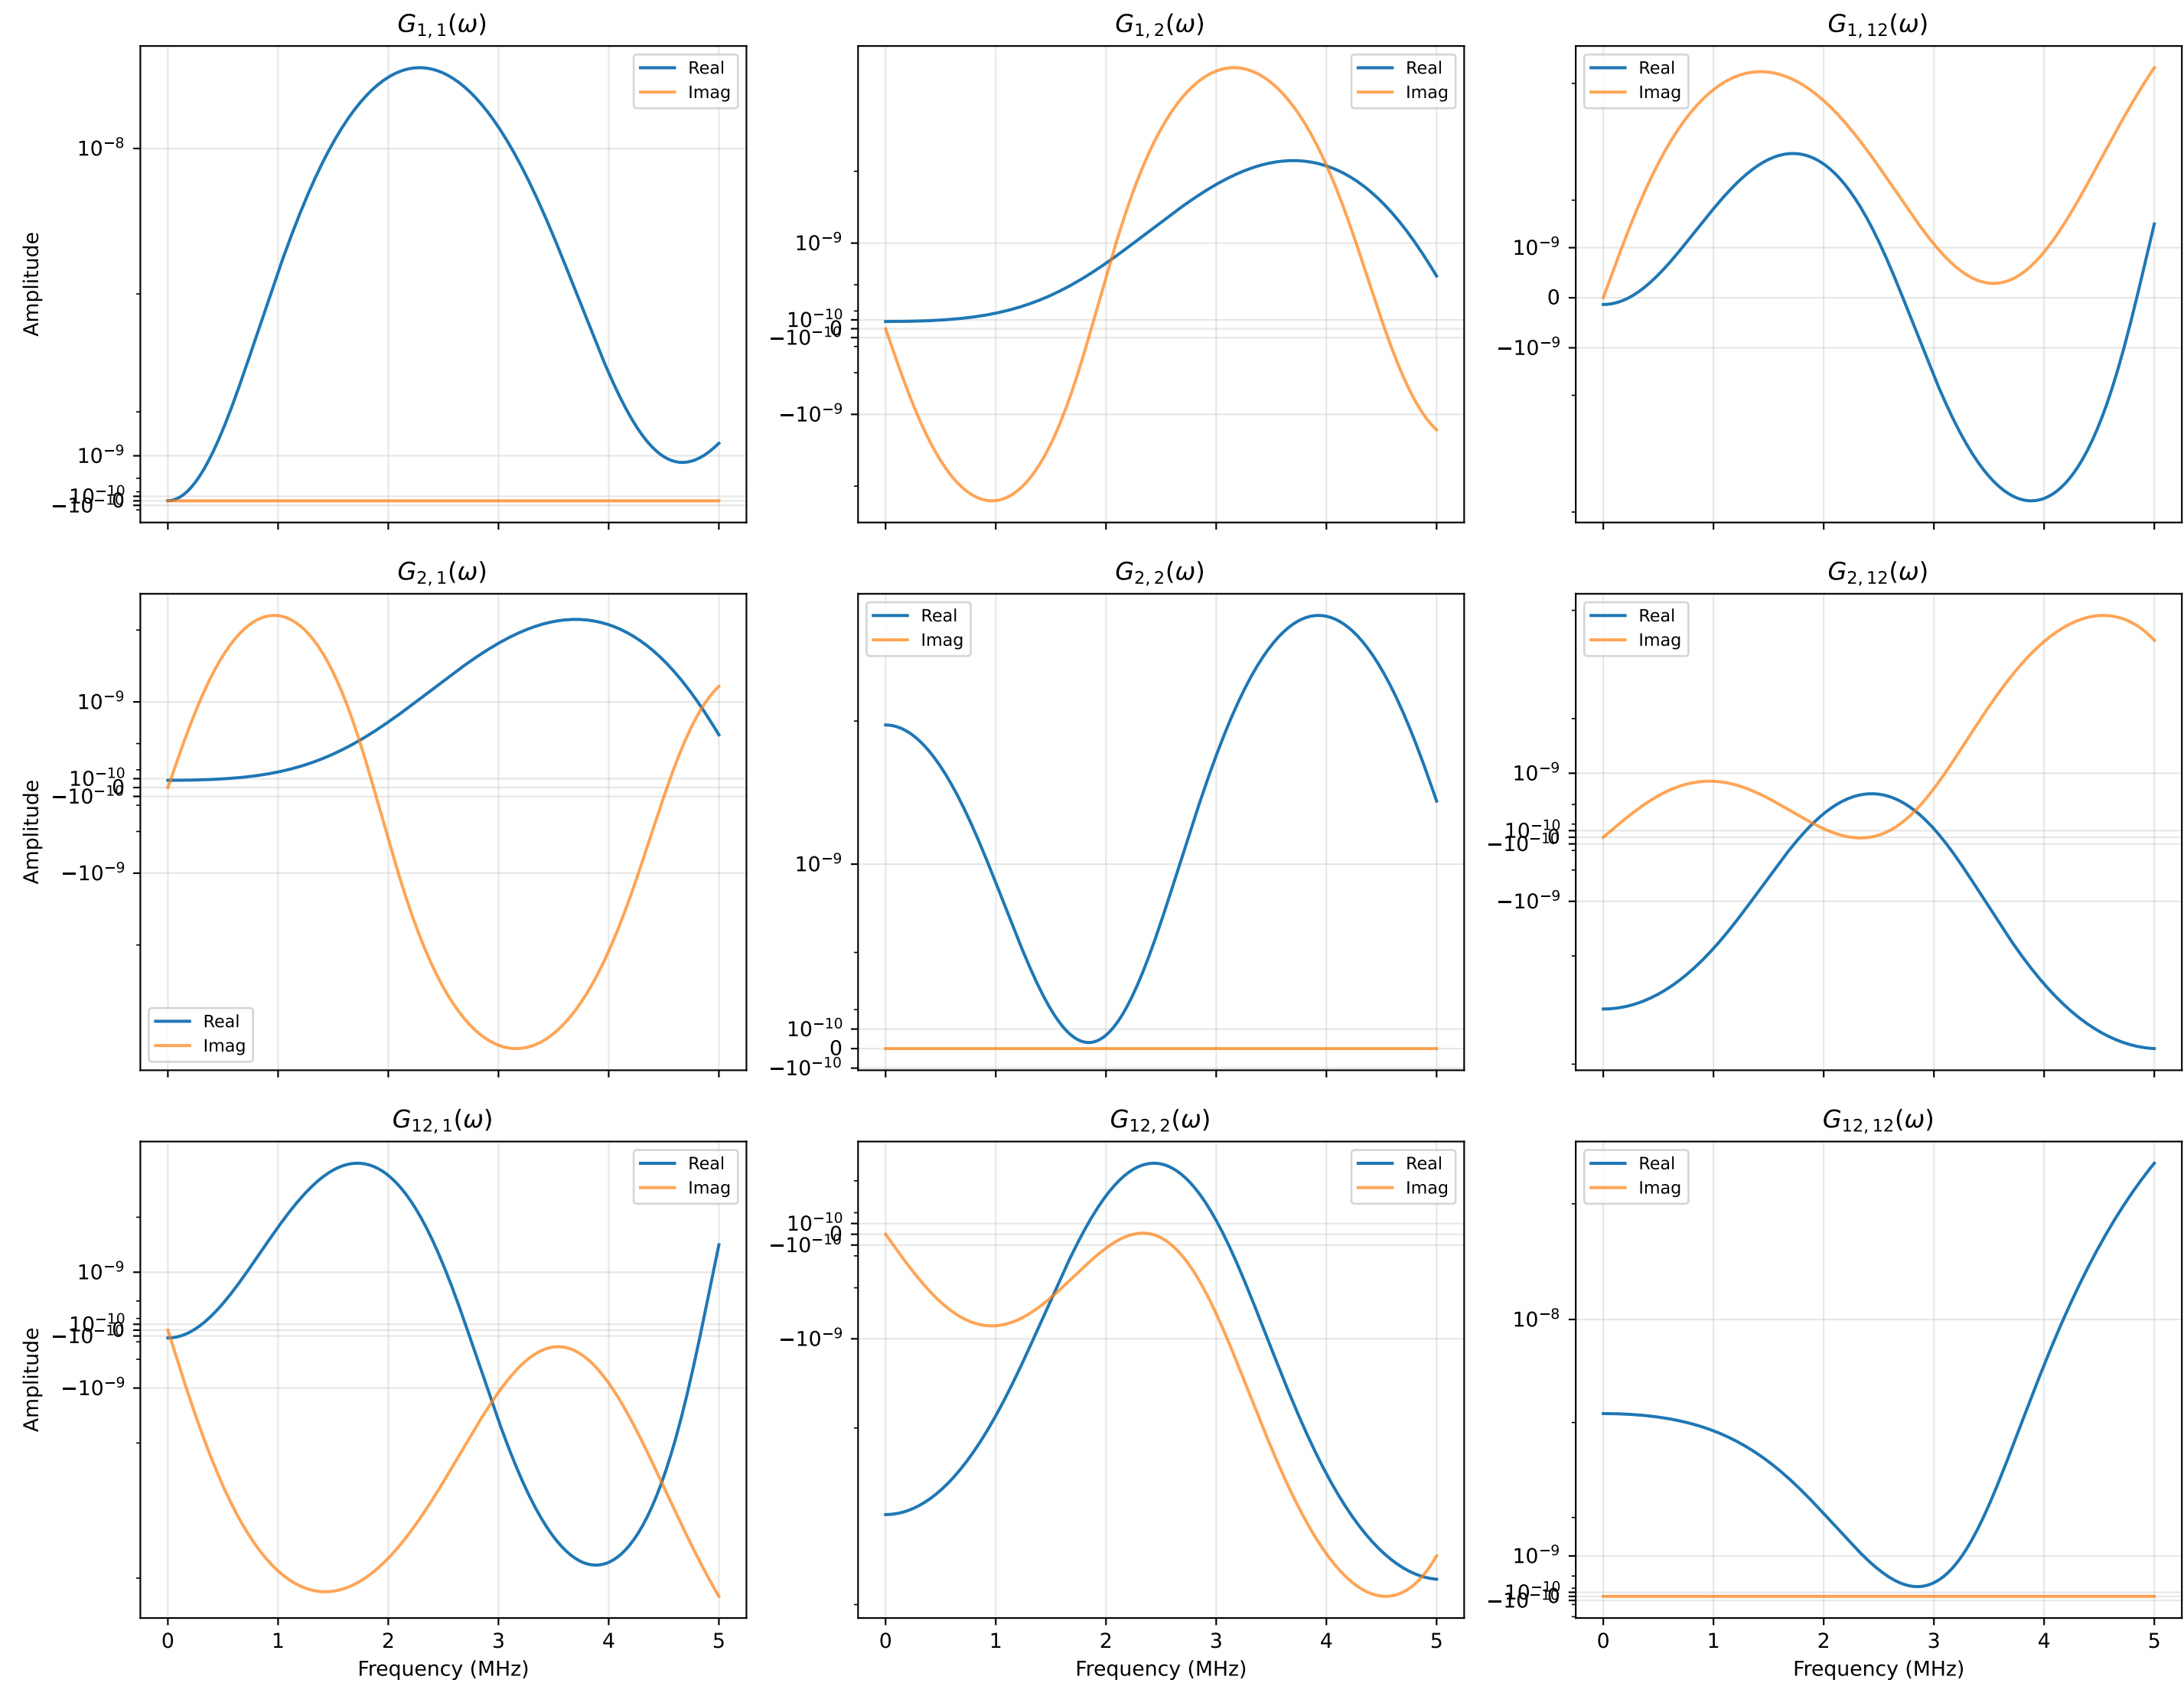 G₁,₁(ω)
Real
Imag
10⁻⁸
10⁻⁹
10⁻¹⁰
0
−10⁻¹⁰
Amplitude
G₁,₂(ω)
Real
Imag
10⁻⁹
10⁻¹⁰
0
−10⁻¹⁰
−10⁻⁹
G₁,₁₂(ω)
Real
Imag
10⁻⁹
0
−10⁻⁹
G₂,₁(ω)
10⁻⁹
10⁻¹⁰
0
−10⁻¹⁰
−10⁻⁹
Amplitude
Real
Imag
G₂,₂(ω)
Real
Imag
10⁻⁹
10⁻¹⁰
0
−10⁻¹⁰
G₂,₁₂(ω)
Real
Imag
10⁻⁹
10⁻¹⁰
0
−10⁻¹⁰
−10⁻⁹
G₁₂,₁(ω)
Real
Imag
10⁻⁹
10⁻¹⁰
0
−10⁻¹⁰
−10⁻⁹
Amplitude
0 1 2 3 4 5
Frequency (MHz)
G₁₂,₂(ω)
Real
Imag
10⁻¹⁰
0
−10⁻¹⁰
−10⁻⁹
0 1 2 3 4 5
Frequency (MHz)
G₁₂,₁₂(ω)
Real
Imag
10⁻⁸
10⁻⁹
10⁻¹⁰
0
−10⁻¹⁰
0 1 2 3 4 5
Frequency (MHz)